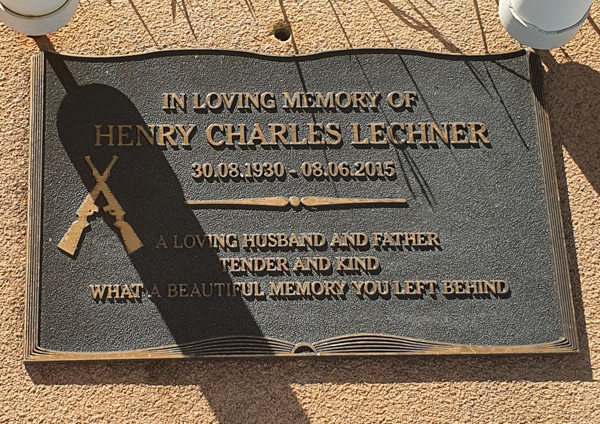 IN LOVING MEMORY OF
HENRY CHARLES LECHNER
30.08.1930 - 08.06.2015
A LOVING HUSBAND AND FATHER
TENDER AND KIND
WHAT A BEAUTIFUL MEMORY YOU LEFT BEHIND